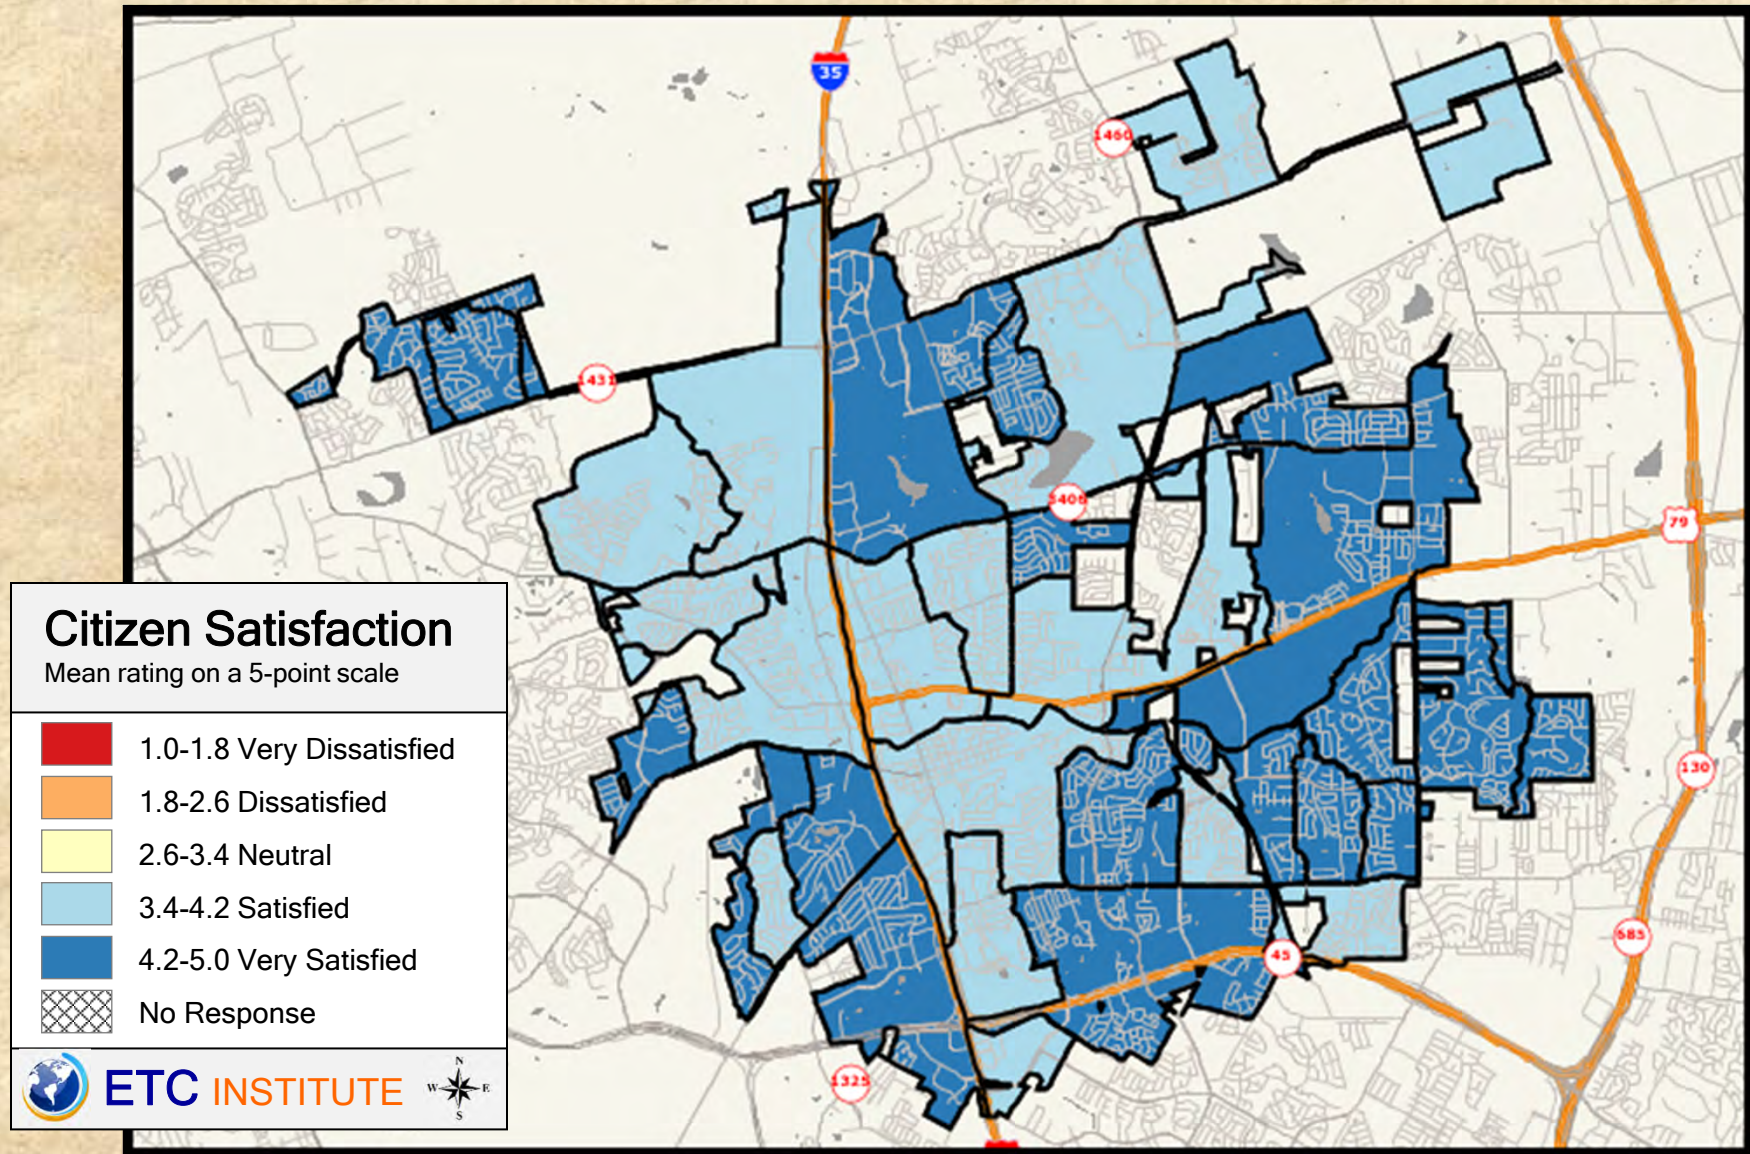 35
1460
1431
3406
79
130
685
45
1325
Citizen Satisfaction
Mean rating on a 5-point scale
1.0-1.8 Very Dissatisfied
1.8-2.6 Dissatisfied
2.6-3.4 Neutral
3.4-4.2 Satisfied
4.2-5.0 Very Satisfied
No Response
ETC INSTITUTE
N
W E
S